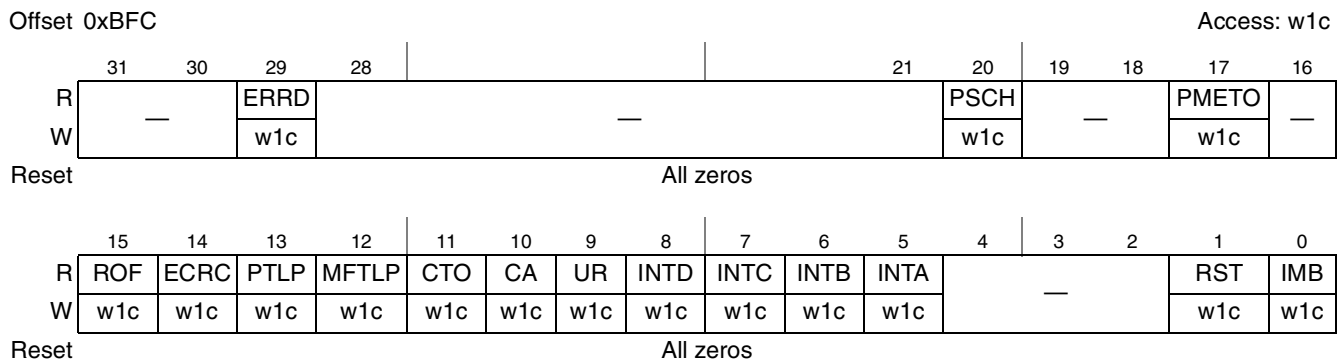 Offset 0xBFC Access: w1c
31 30 29 28 21 20 19 18 17 16
R — ERRD — PSCH — PMETO —
W w1c w1c w1c
Reset All zeros
15 14 13 12 11 10 9 8 7 6 5 4 3 2 1 0
R ROF ECRC PTLP MFTLP CTO CA UR INTD INTC INTB INTA — RST IMB
W w1c w1c w1c w1c w1c w1c w1c w1c w1c w1c w1c w1c w1c
Reset All zeros